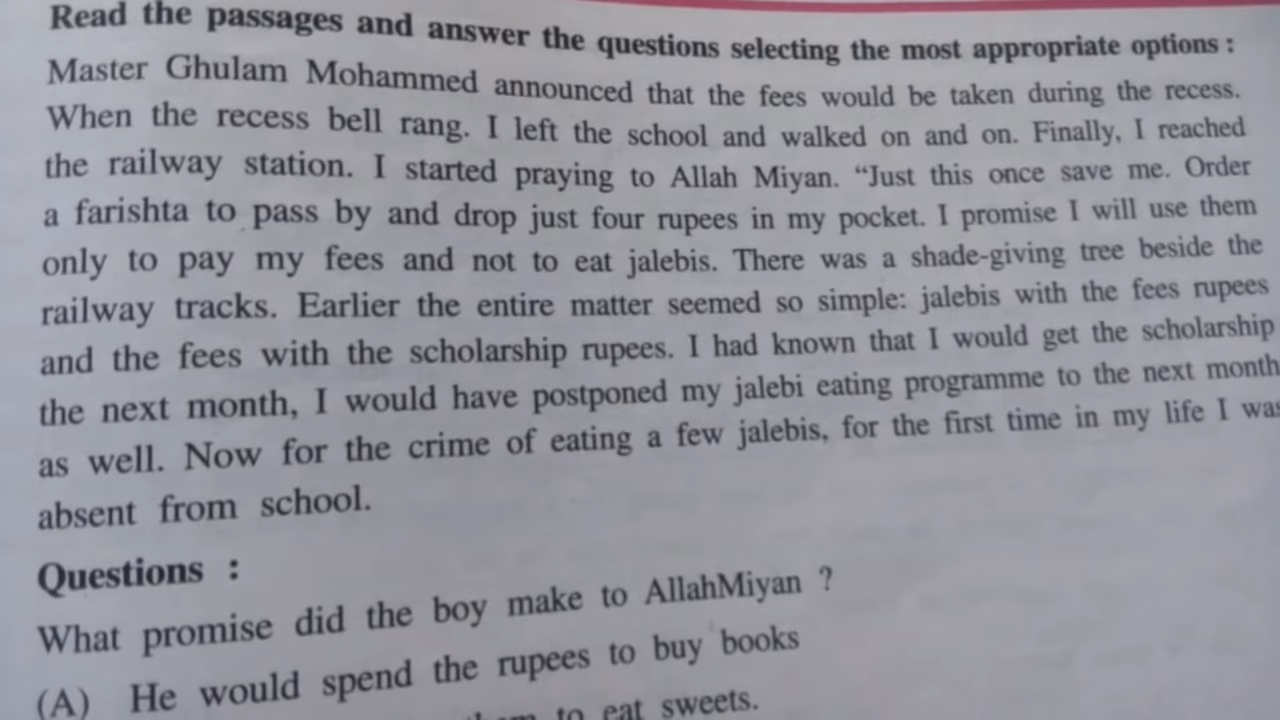 Read the passages and answer the questions selecting the most appropriate options :
Master Ghulam Mohammed announced that the fees would be taken during the recess.
When the recess bell rang. I left the school and walked on and on. Finally, I reached
the railway station. I started praying to Allah Miyan. “Just this once save me. Order
a farishta to pass by and drop just four rupees in my pocket. I promise I will use them
only to pay my fees and not to eat jalebis. There was a shade-giving tree beside the
railway tracks. Earlier the entire matter seemed so simple: jalebis with the fees rupees
and the fees with the scholarship rupees. I had known that I would get the scholarship
the next month, I would have postponed my jalebi eating programme to the next month
as well. Now for the crime of eating a few jalebis, for the first time in my life I was
absent from school.
Questions :
What promise did the boy make to AllahMiyan ?
(A) He would spend the rupees to buy books
to eat sweets.